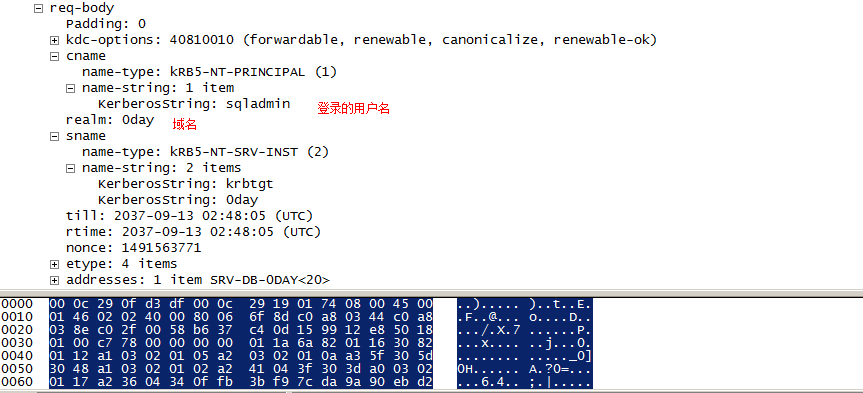 req-body
Padding: 0
kdc-options: 40810010 (forwardable, renewable, canonicalize, renewable-ok)
cname
name-type: kRB5-NT-PRINCIPAL (1)
name-string: 1 item
KerberosString: sqladmin 登录的用户名
realm: 0day 域名
sname
name-type: kRB5-NT-SRV-INST (2)
name-string: 2 items
KerberosString: krbtgt
KerberosString: 0day
till: 2037-09-13 02:48:05 (UTC)
rtime: 2037-09-13 02:48:05 (UTC)
nonce: 1491563771
etype: 4 items
addresses: 1 item SRV-DB-0DAY<20>
0000 00 0c 29 0f d3 df 00 0c 29 19 01 74 08 00 45 00 ..)..... )..t..E.
0010 01 46 02 02 40 00 80 06 6f 8d c0 a8 03 44 c0 a8 .F..@... o....D..
0020 03 8e c0 2f 00 58 b6 37 c4 0d 15 99 12 e8 50 18 .../.X.7 ......P.
0030 01 00 c7 78 00 00 00 00 01 1a 6a 82 01 16 30 82 ...x.... ..j...0.
0040 01 12 a1 03 02 01 05 a2 03 02 01 0a a3 5f 30 5d ........ ....._0]
0050 30 48 a1 03 02 01 02 a2 41 04 3f 30 3d a0 03 02 0H...... A.?0=...
0060 01 17 a2 36 04 34 0f fb 3b f9 7c da 9a 90 eb d2 ...6.4.. ;.|.....